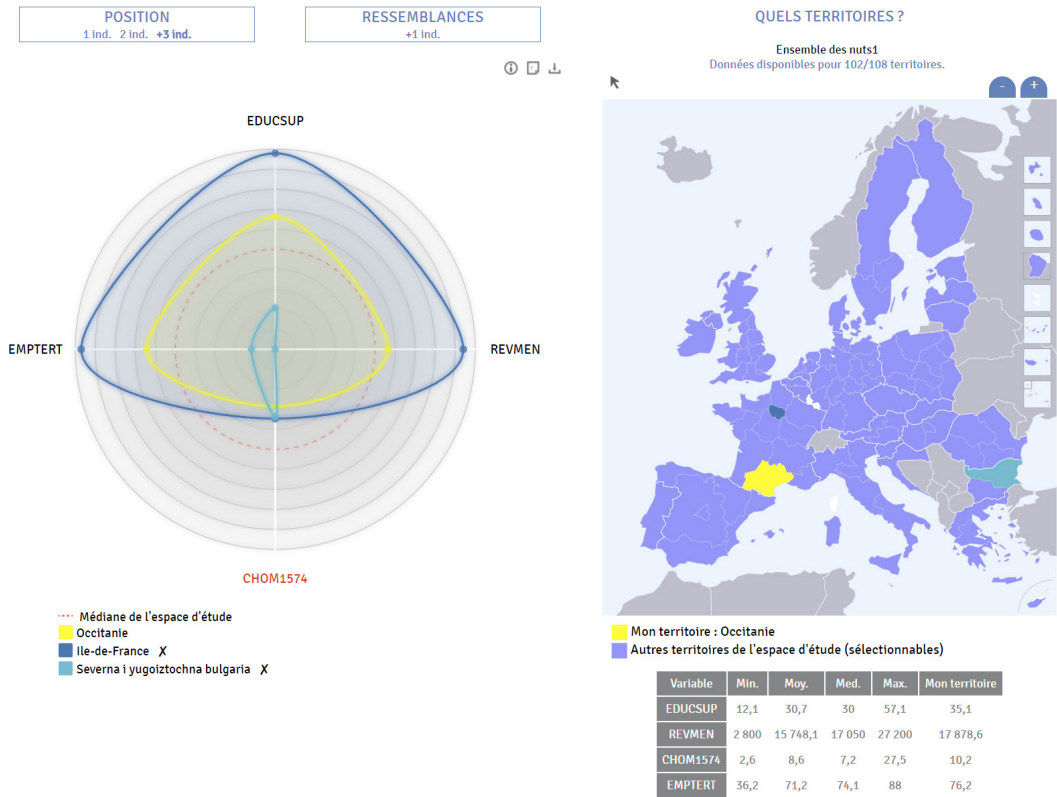 POSITION
1 ind. 2 ind. +3 ind.
RESSEMBLANCES
+1 ind.
EDUCSUP
EMPTERT
REVMEN
CHOM1574
Médiane de l'espace d'étude
Occitanie
Ile-de-France ✗
Severna i yugoiztochna bulgaria ✗
QUELS TERRITOIRES ?
Ensemble des nuts1
Données disponibles pour 102/108 territoires.
- +
Mon territoire : Occitanie
Autres territoires de l'espace d'étude (sélectionnables)
Variable Min. Moy. Med. Max. Mon territoire
EDUCSUP 12,1 30,7 30 57,1 35,1
REVMEN 2 800 15 748,1 17 050 27 200 17 878,6
CHOM1574 2,6 8,6 7,2 27,5 10,2
EMPTERT 36,2 71,2 74,1 88 76,2